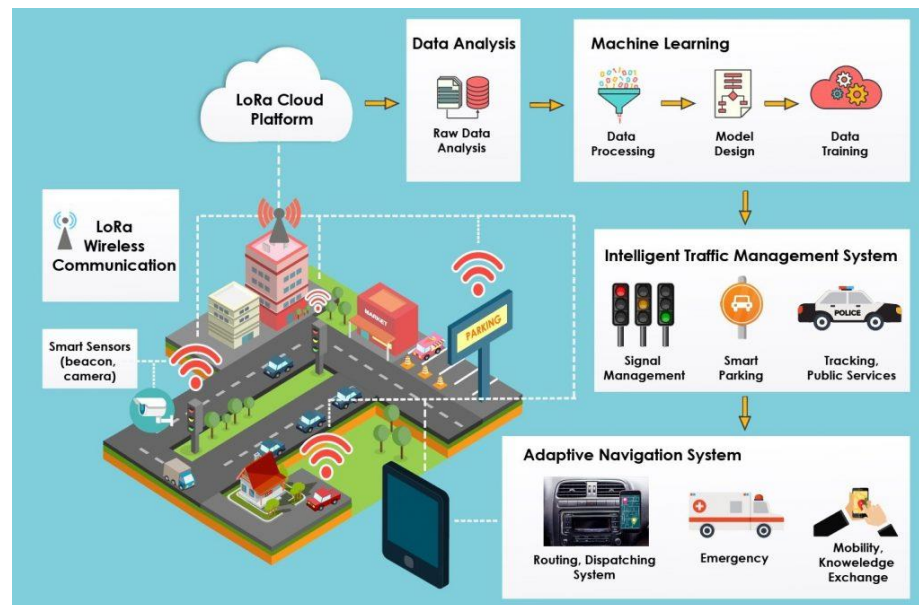 LoRa Cloud
Platform
Data Analysis
Raw Data
Analysis
Machine Learning
Data
Processing
Model
Design
Data
Training
LoRa
Wireless
Communication
Smart Sensors
(beacon,
camera)
MARKET
PARKING
Intelligent Traffic Management System
Signal
Management
Smart
Parking
POLICE
Tracking,
Public Services
Adaptive Navigation System
Routing, Dispatching
System
Emergency
Mobility,
Knowledge
Exchange